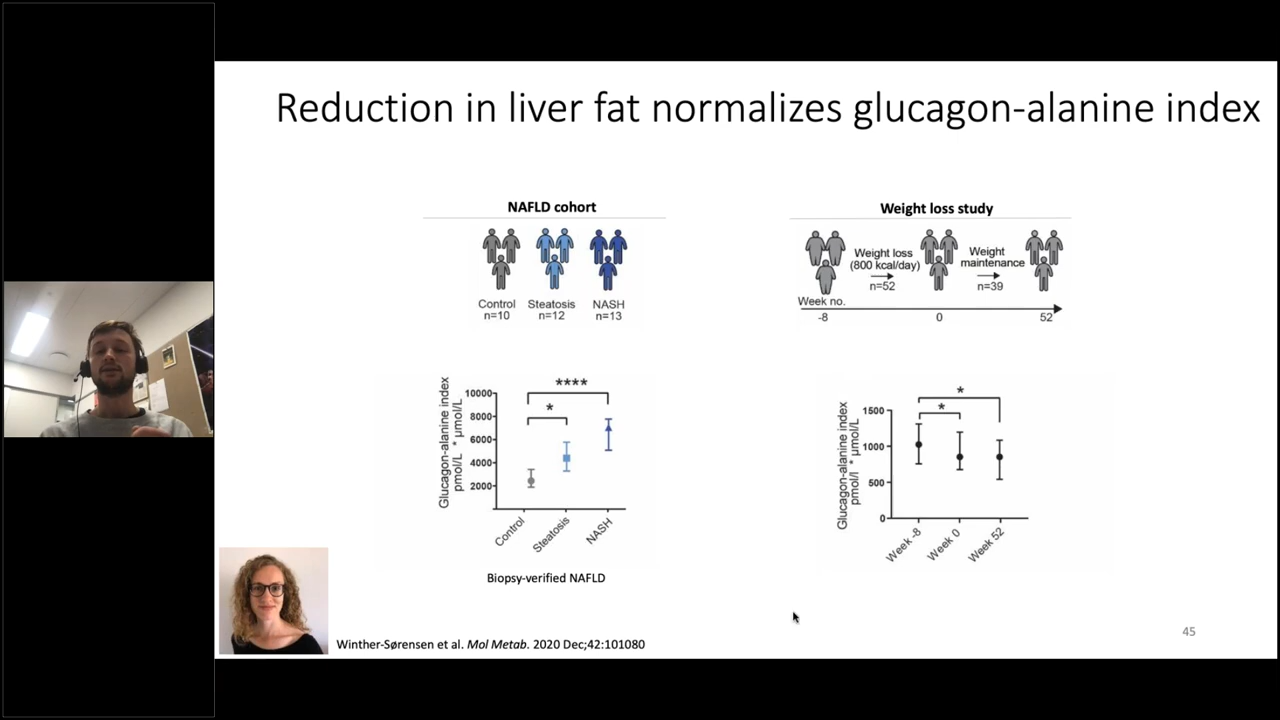 Reduction in liver fat normalizes glucagon-alanine index
NAFLD cohort
Control
n=10
Steatosis
n=12
NASH
n=13
Glucagon-alanine index
pmol/L * µmol/L
10000
8000
6000
4000
2000
****
*
Control
Steatosis
NASH
Biopsy-verified NAFLD
Weight loss study
Weight loss
(800 kcal/day)
n=52
Weight
maintenance
n=39
Week no.
-8
0
52
Glucagon-alanine index
pmol/l * µmol/L
1500
1000
500
0
*
*
Week -8
Week 0
Week 52
Winther-Sørensen et al. Mol Metab. 2020 Dec;42:101080
45